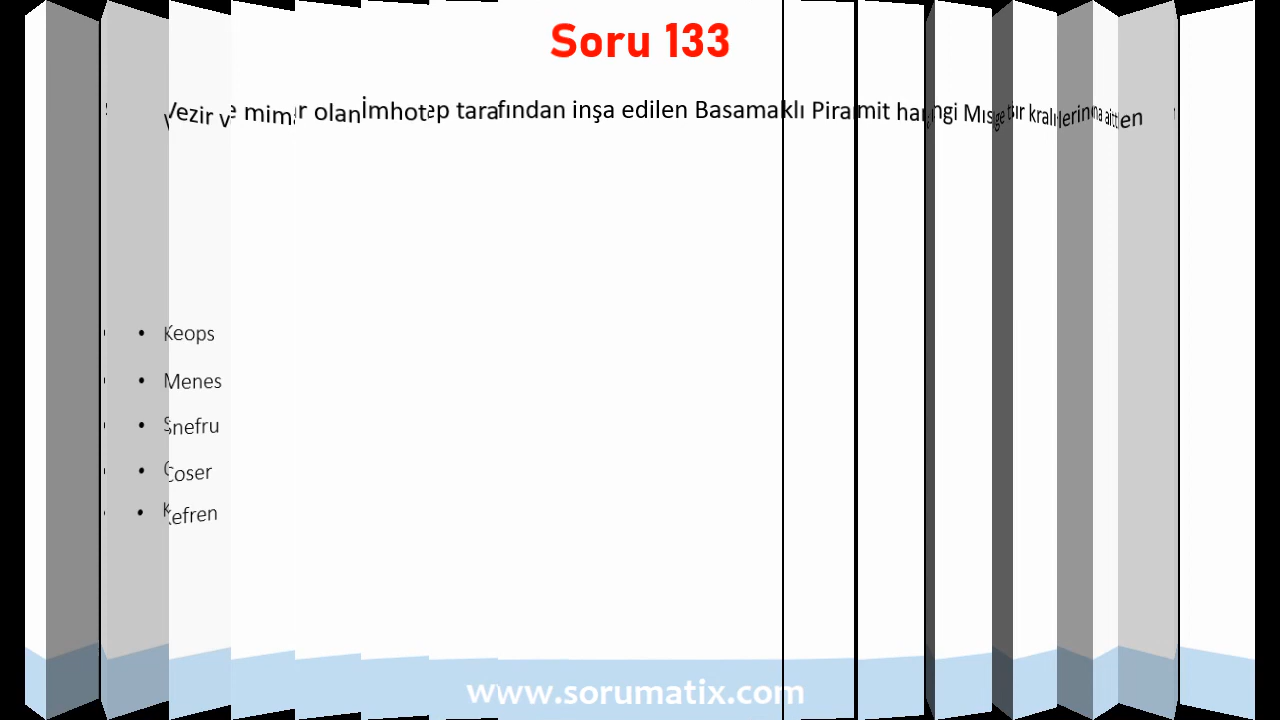 Soru 133
Vezir ve mimar olan İmhotep tarafından inşa edilen Basamaklı Piramit hangi Mısır kralına aittir
• Keops
• Menes
• Snefru
• Coser
• Kefren
www.sorumatix.com